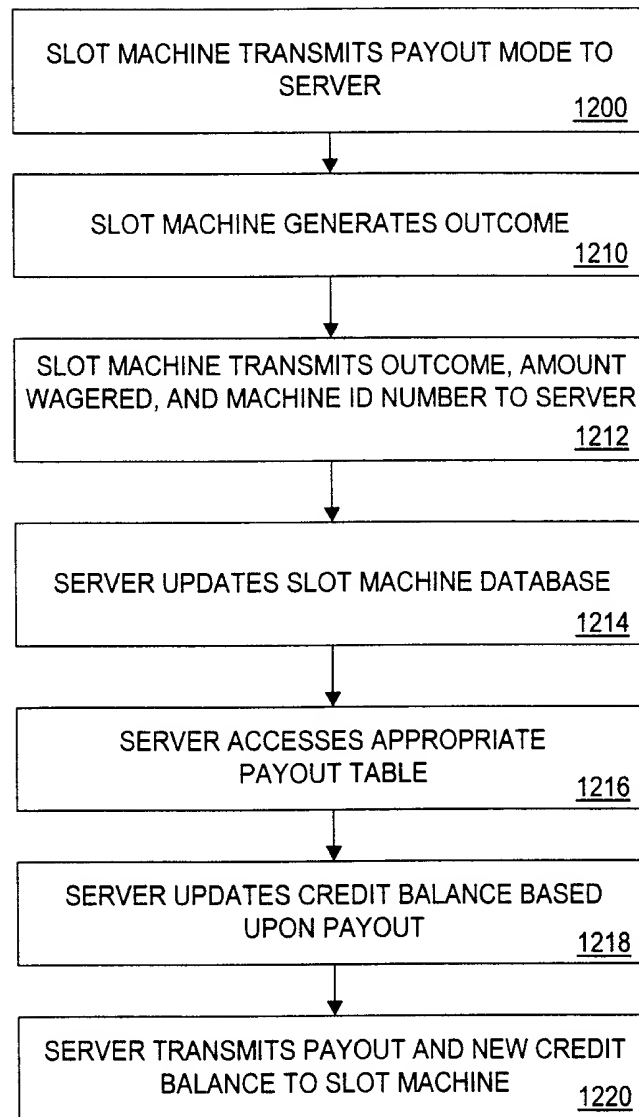 SLOT MACHINE TRANSMITS PAYOUT MODE TO
SERVER
1200
SLOT MACHINE GENERATES OUTCOME
1210
SLOT MACHINE TRANSMITS OUTCOME, AMOUNT
WAGERED, AND MACHINE ID NUMBER TO SERVER
1212
SERVER UPDATES SLOT MACHINE DATABASE
1214
SERVER ACCESSES APPROPRIATE
PAYOUT TABLE
1216
SERVER UPDATES CREDIT BALANCE BASED
UPON PAYOUT
1218
SERVER TRANSMITS PAYOUT AND NEW CREDIT
BALANCE TO SLOT MACHINE
1220